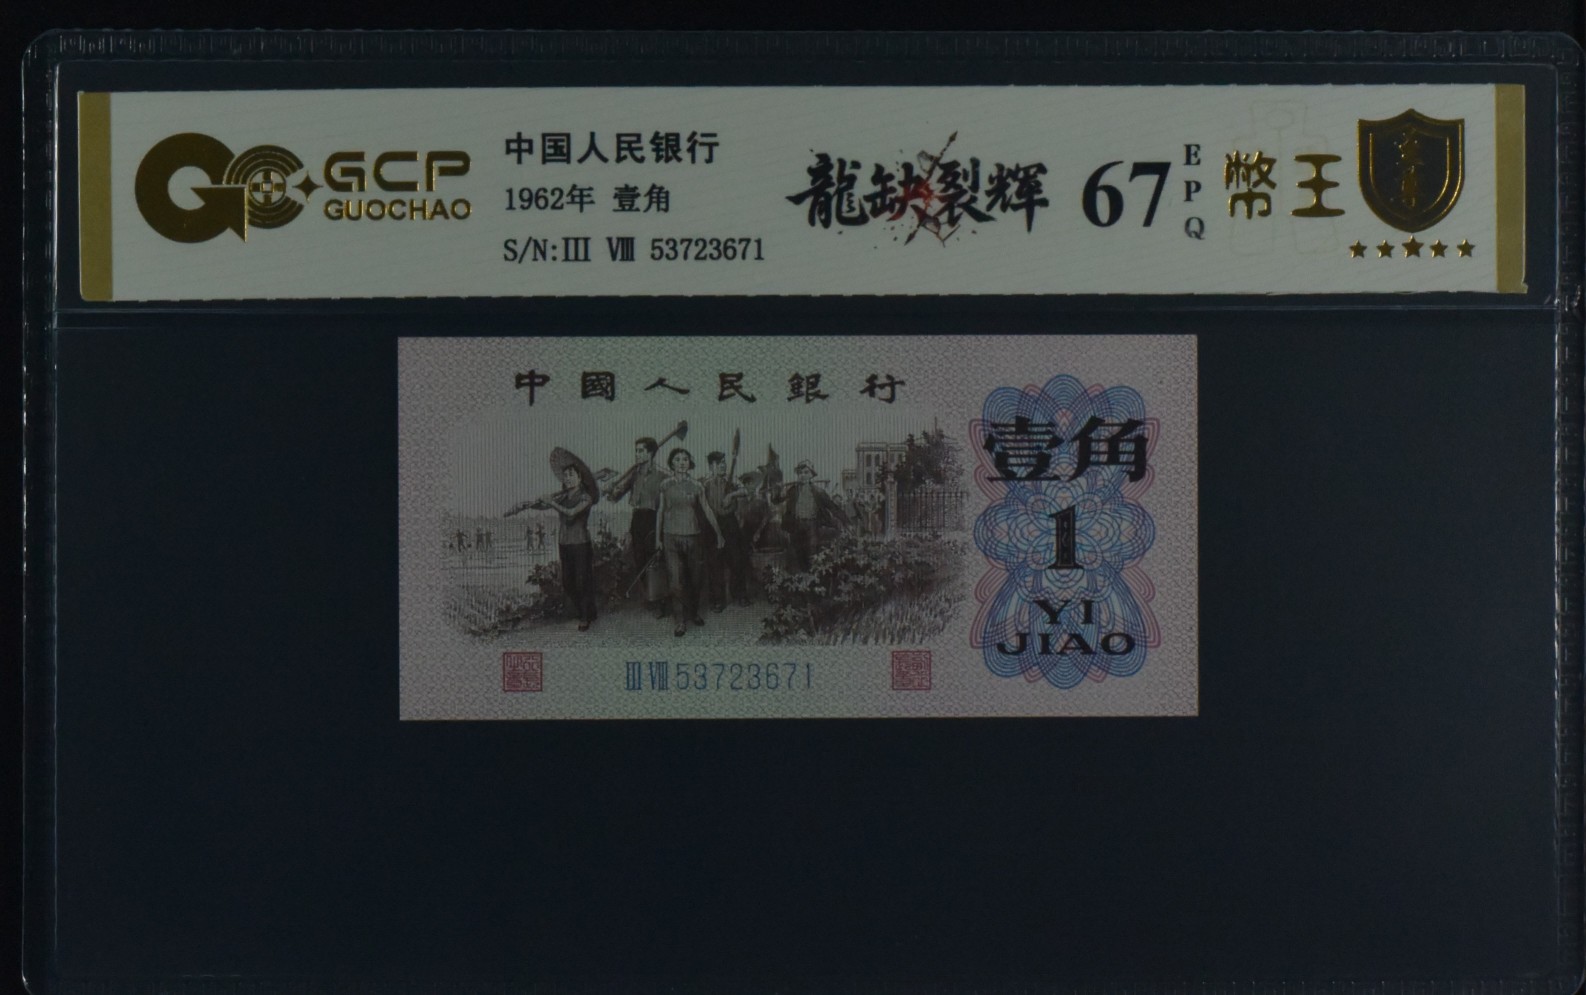 GCP
GUOCHAO
中国人民银行
1962年 壹角
S/N:Ⅲ Ⅷ 53723671
龍缺裂輝
67
EPQ
幣王
中國人民銀行
壹角
1
YI
JIAO
Ⅲ Ⅷ 53723671